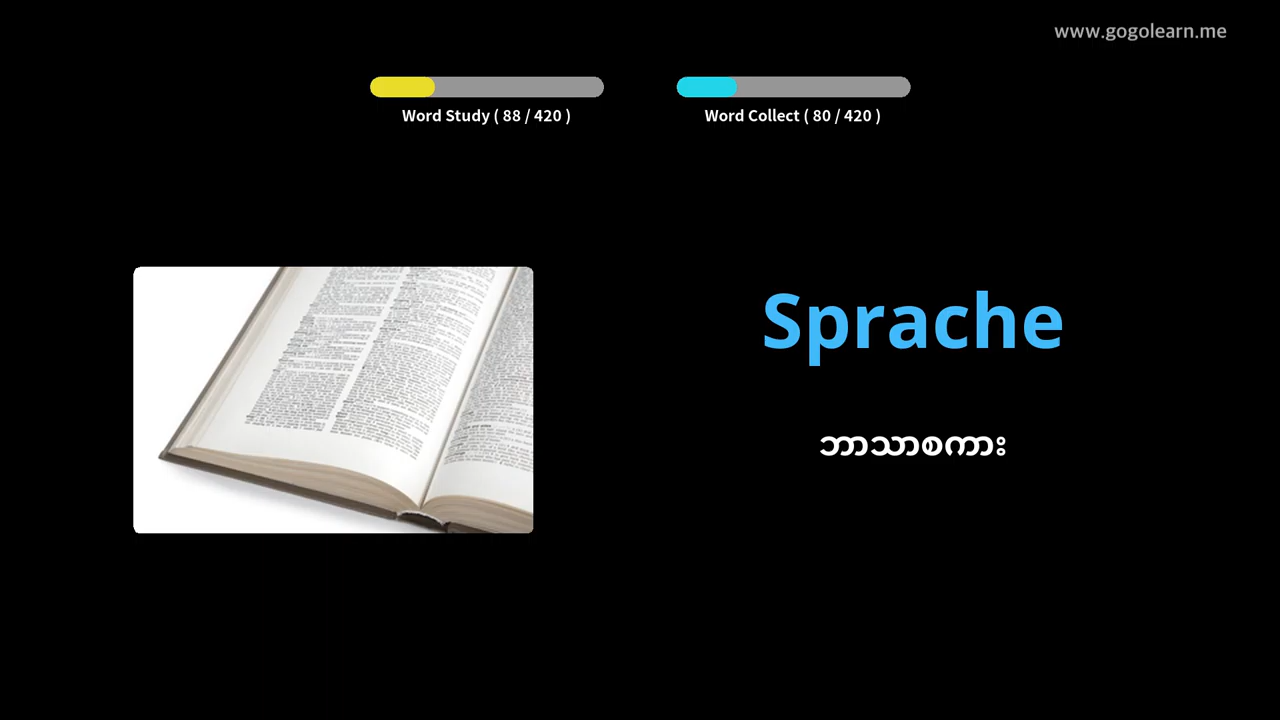 www.gogolearn.me
Word Study ( 88 / 420 )
Word Collect ( 80 / 420 )
Sprache
ဘာသာစကား